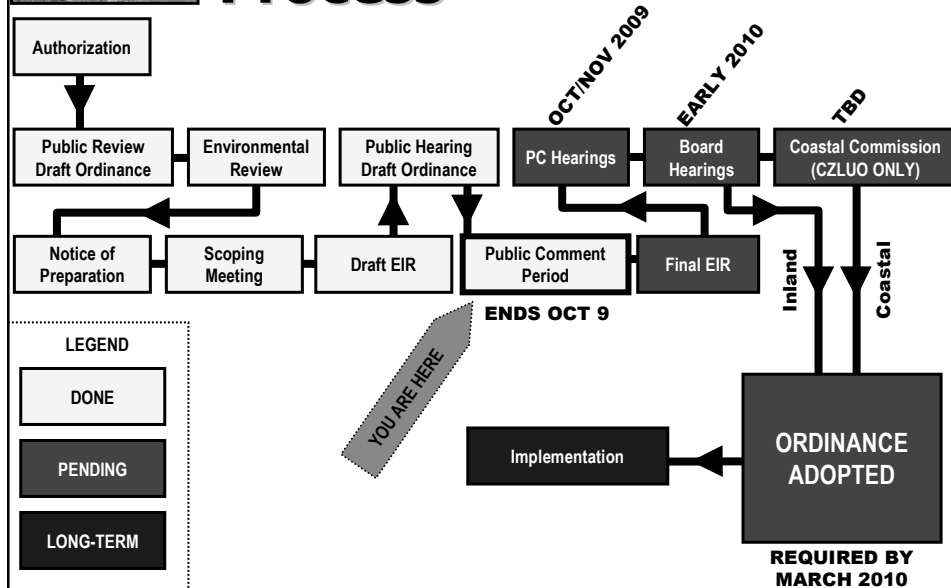 PROCESS
Authorization
OCT/NOV 2009
EARLY 2010
TBD
Public Review
Draft Ordinance
Environmental
Review
Public Hearing
Draft Ordinance
PC Hearings
Board
Hearings
Coastal Commission
(CZLUO ONLY)
Notice of
Preparation
Scoping
Meeting
Draft EIR
Public Comment
Period
Final EIR
Inland
Coastal
ENDS OCT 9
YOU ARE HERE
LEGEND
DONE
PENDING
LONG-TERM
Implementation
ORDINANCE
ADOPTED
REQUIRED BY
MARCH 2010